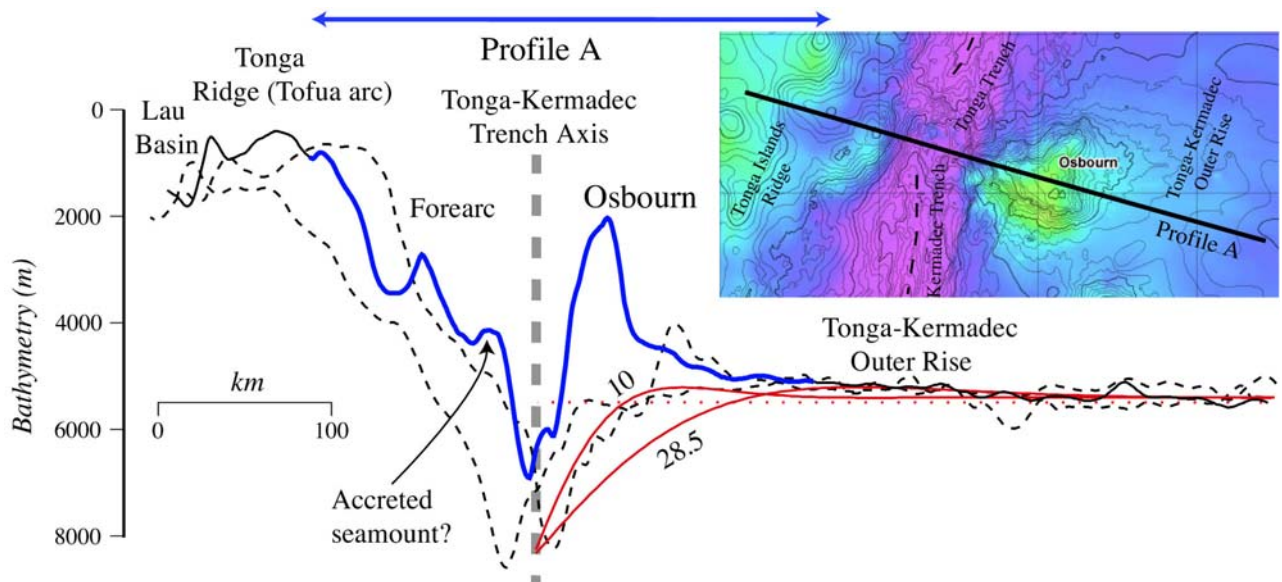 Profile A
Tonga
Ridge (Tofua arc)
Lau
Basin
Tonga-Kermadec
Trench Axis
Forearc
Osbourn
0
2000
4000
6000
8000
Bathymetry (m)
km
0
100
Accreted
seamount?
10
28.5
Tonga-Kermadec
Outer Rise
Tonga Islands
Ridge
Tonga Trench
Kermadec Trench
Osbourn
Tonga-Kermadec
Outer Rise
Profile A